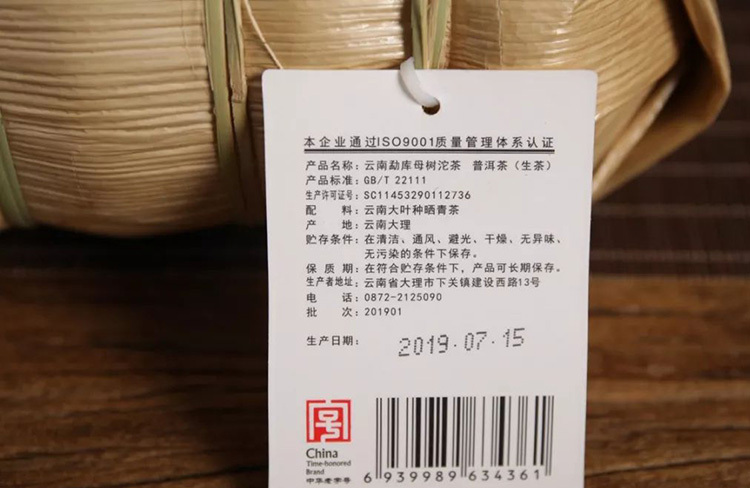 本企业通过ISO9001质量管理体系认证
产品名称：云南勐库母树沱茶 普洱茶（生茶）
产品标准：GB/T 22111
生产许可证号：SC11453290112736
配 料：云南大叶种晒青茶
产 地：云南大理
贮存条件：在清洁、通风、避光、干燥、无异味、
无污染的条件下保存。
保 质 期：在符合贮存条件下，产品可长期保存。
生产者地址：云南省大理市下关镇建设西路13号
电 话：0872-2125090
批 次：201901
生产日期：2019.07.15
China
Time-honored
Brand
中华老字号
6 939989 634361